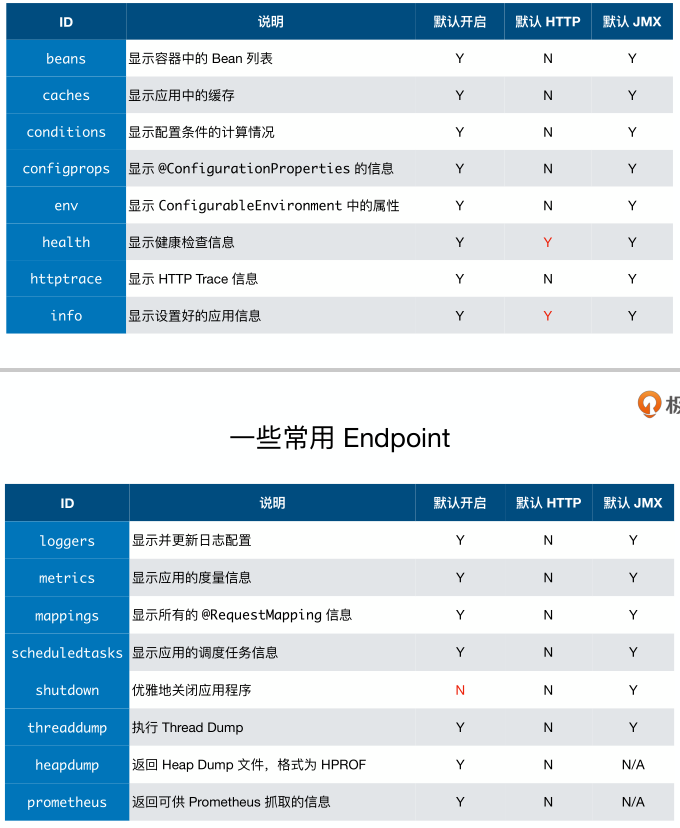 ID 说明 默认开启 默认 HTTP 默认 JMX
beans 显示容器中的 Bean 列表 Y N Y
caches 显示应用中的缓存 Y N Y
conditions 显示配置条件的计算情况 Y N Y
configprops 显示 @ConfigurationProperties 的信息 Y N Y
env 显示 ConfigurableEnvironment 中的属性 Y N Y
health 显示健康检查信息 Y Y Y
httptrace 显示 HTTP Trace 信息 Y N Y
info 显示设置好的应用信息 Y Y Y
一些常用 Endpoint
ID 说明 默认开启 默认 HTTP 默认 JMX
loggers 显示并更新日志配置 Y N Y
metrics 显示应用的度量信息 Y N Y
mappings 显示所有的 @RequestMapping 信息 Y N Y
scheduledtasks 显示应用的调度任务信息 Y N Y
shutdown 优雅地关闭应用程序 N N Y
threaddump 执行 Thread Dump Y N Y
heapdump 返回 Heap Dump 文件，格式为 HPROF Y N N/A
prometheus 返回可供 Prometheus 抓取的信息 Y N N/A